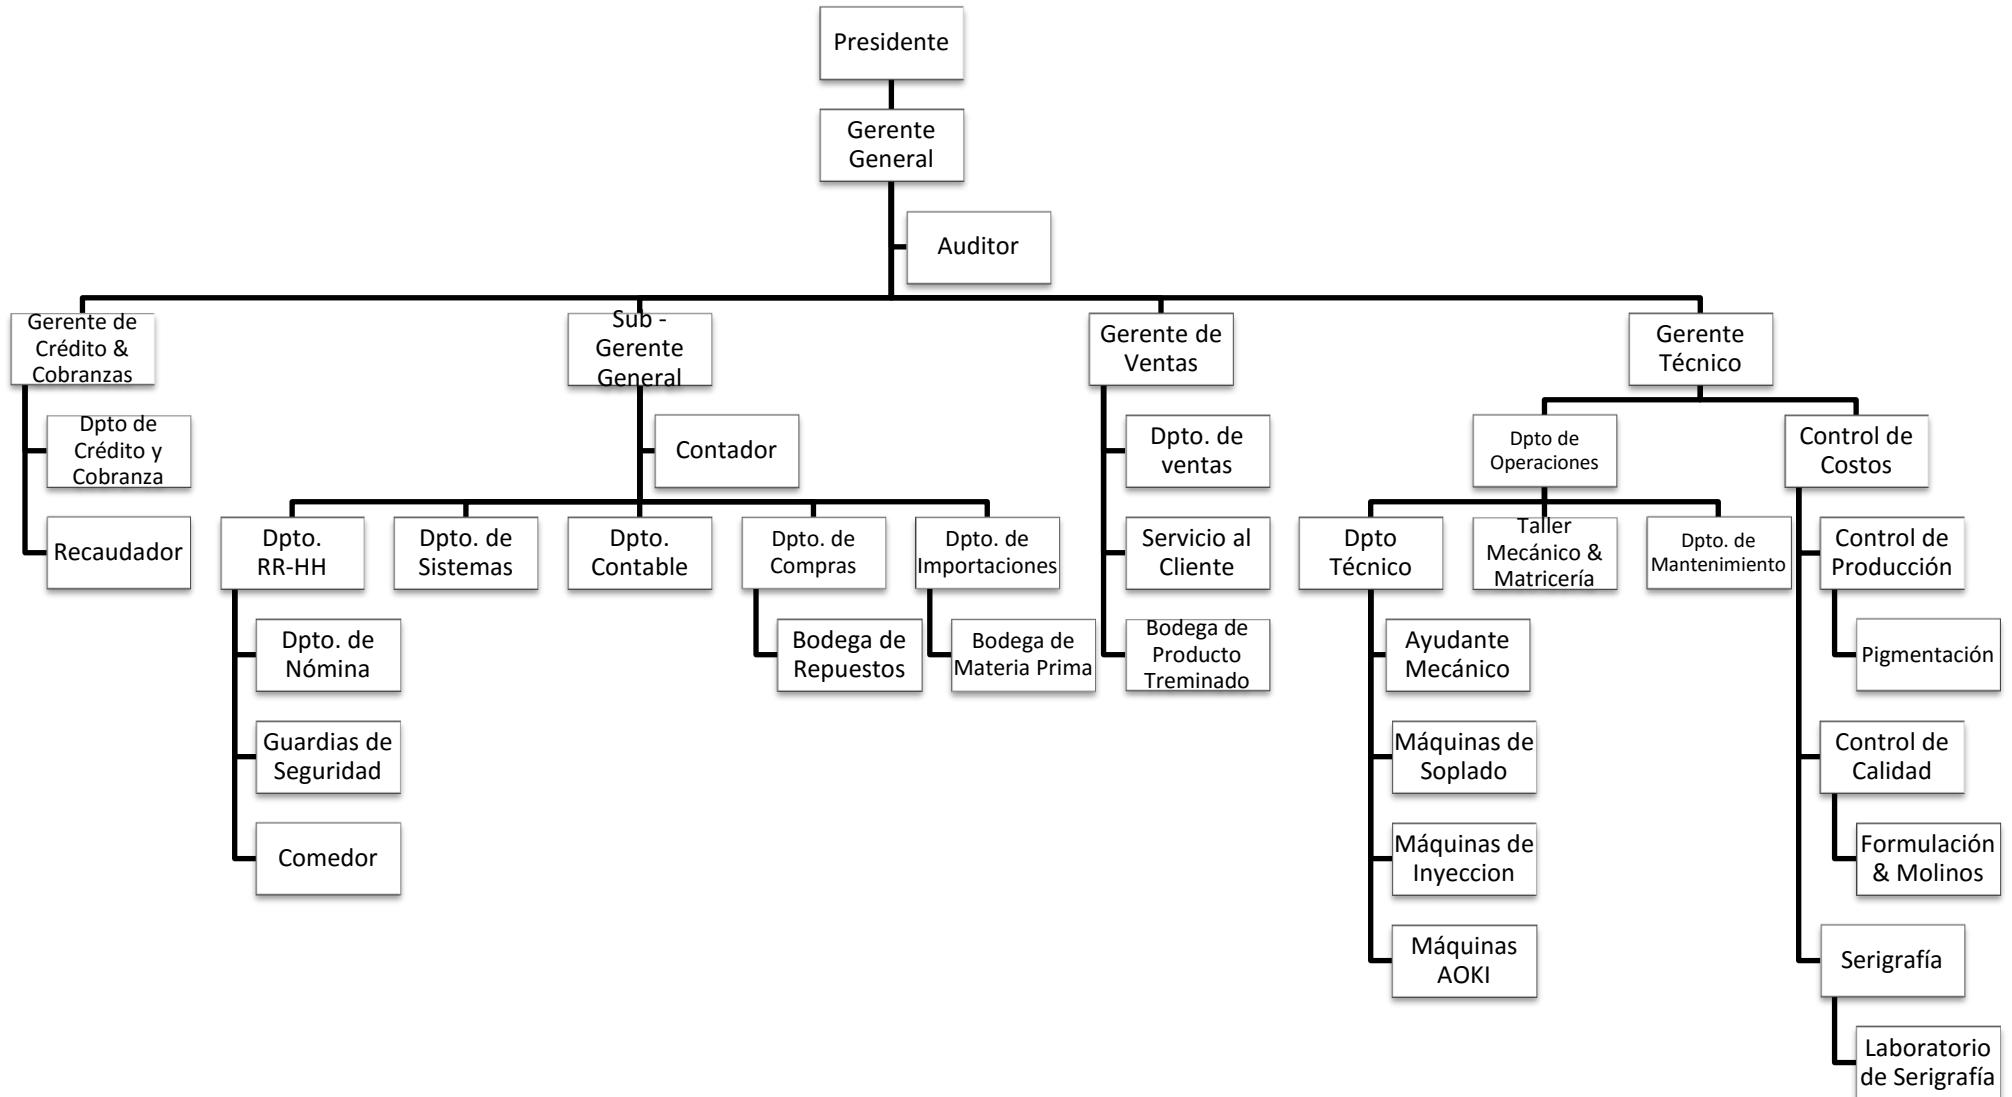 Presidente
Gerente
General
Auditor
Gerente de
Crédito &
Cobranzas
Sub -
Gerente
General
Gerente de
Ventas
Gerente
Técnico
Dpto de
Crédito y
Cobranza
Contador
Dpto. de
ventas
Dpto de
Operaciones
Control de
Costos
Recaudador
Dpto.
RR-HH
Dpto. de
Sistemas
Dpto.
Contable
Dpto. de
Compras
Dpto. de
Importaciones
Servicio al
Cliente
Dpto
Técnico
Taller
Mecánico &
Matricería
Dpto. de
Mantenimiento
Control de
Producción
Dpto. de
Nómina
Bodega de
Repuestos
Bodega de
Materia Prima
Bodega de
Producto
Treminado
Ayudante
Mecánico
Pigmentación
Guardias de
Seguridad
Máquinas de
Soplado
Control de
Calidad
Comedor
Máquinas de
Inyeccion
Formulación
& Molinos
Máquinas
AOKI
Serigrafía
Laboratorio
de Serigrafía